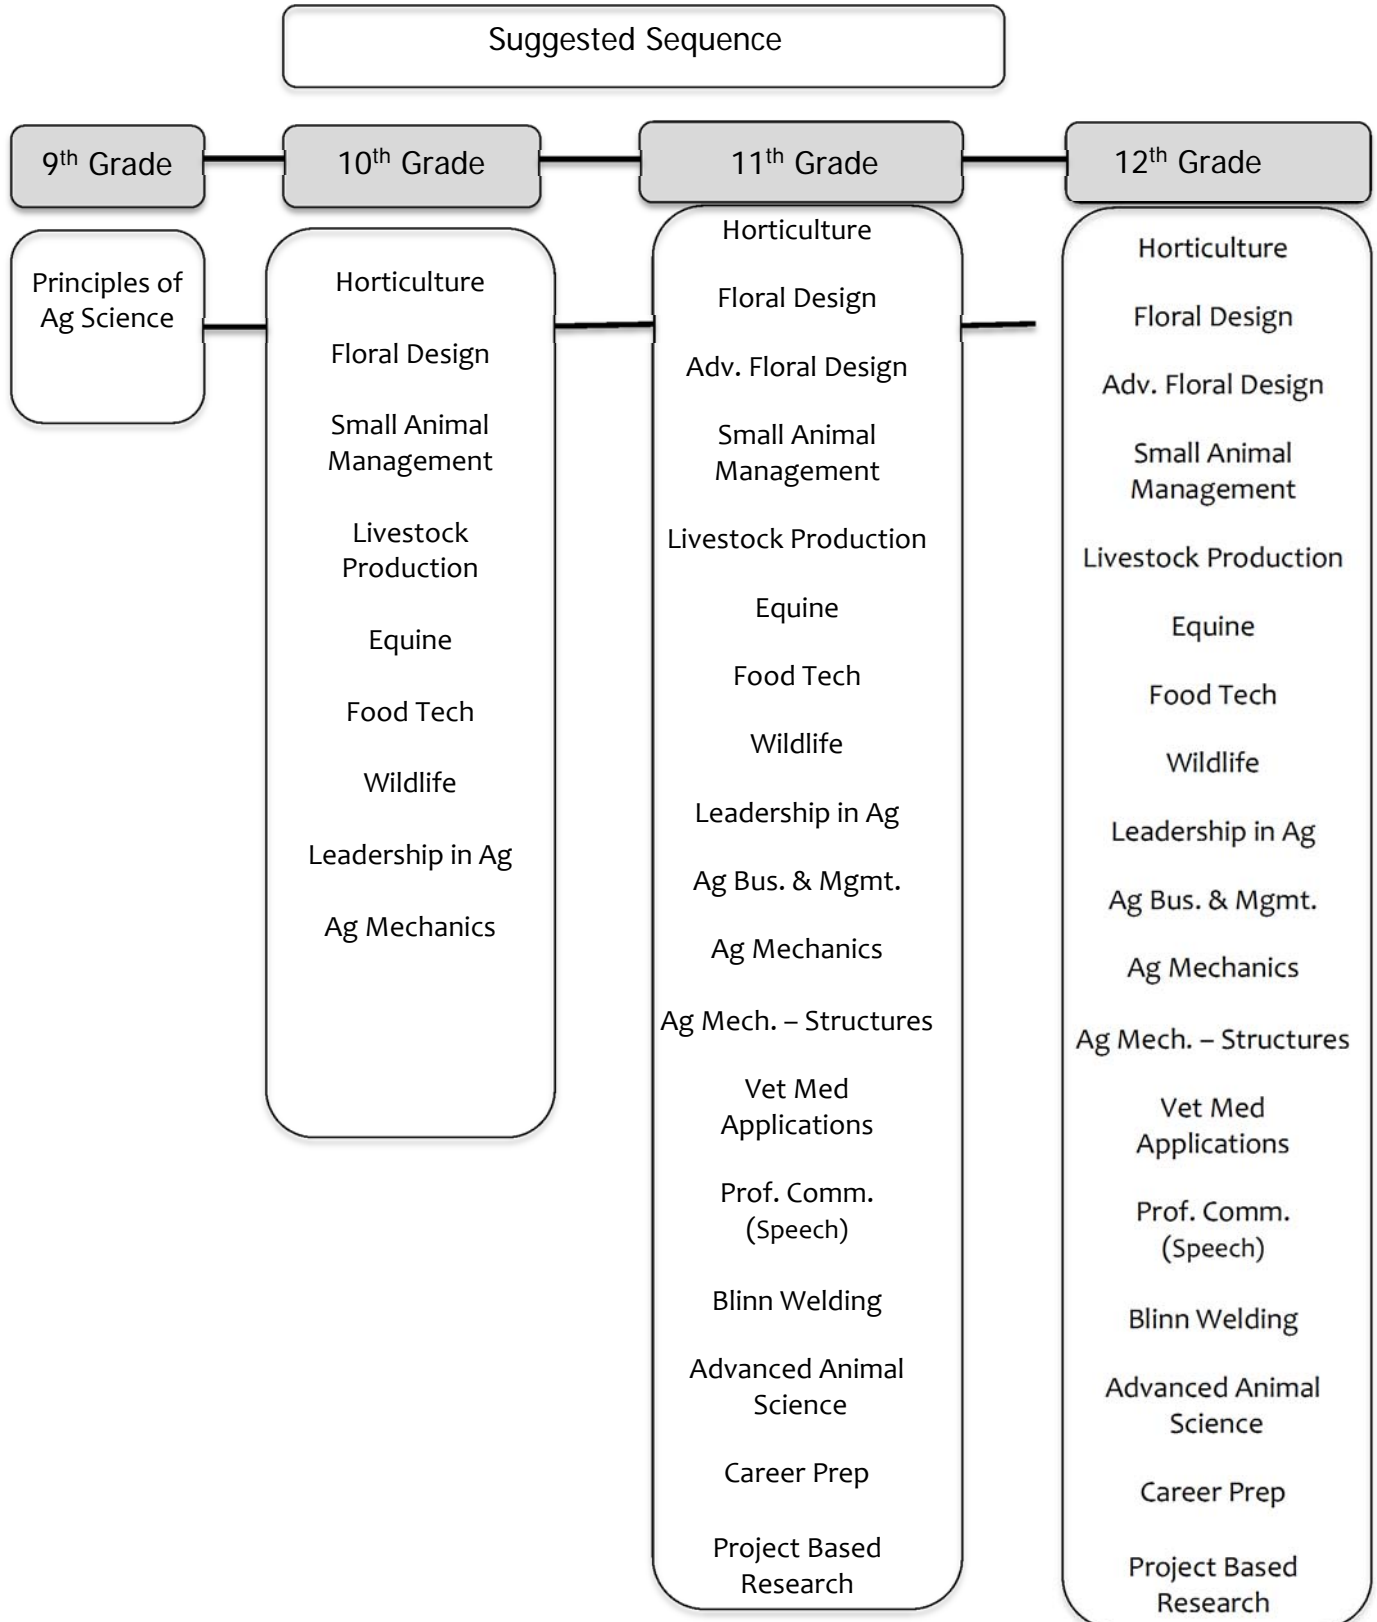 Suggested Sequence
9th Grade
10th Grade
11th Grade
12th Grade
Principles of
Ag Science
Horticulture
Floral Design
Small Animal
Management
Livestock
Production
Equine
Food Tech
Wildlife
Leadership in Ag
Ag Mechanics
Horticulture
Floral Design
Adv. Floral Design
Small Animal
Management
Livestock Production
Equine
Food Tech
Wildlife
Leadership in Ag
Ag Bus. & Mgmt.
Ag Mechanics
Ag Mech. – Structures
Vet Med
Applications
Prof. Comm.
(Speech)
Blinn Welding
Advanced Animal
Science
Career Prep
Project Based
Research
Horticulture
Floral Design
Adv. Floral Design
Small Animal
Management
Livestock Production
Equine
Food Tech
Wildlife
Leadership in Ag
Ag Bus. & Mgmt.
Ag Mechanics
Ag Mech. – Structures
Vet Med
Applications
Prof. Comm.
(Speech)
Blinn Welding
Advanced Animal
Science
Career Prep
Project Based
Research